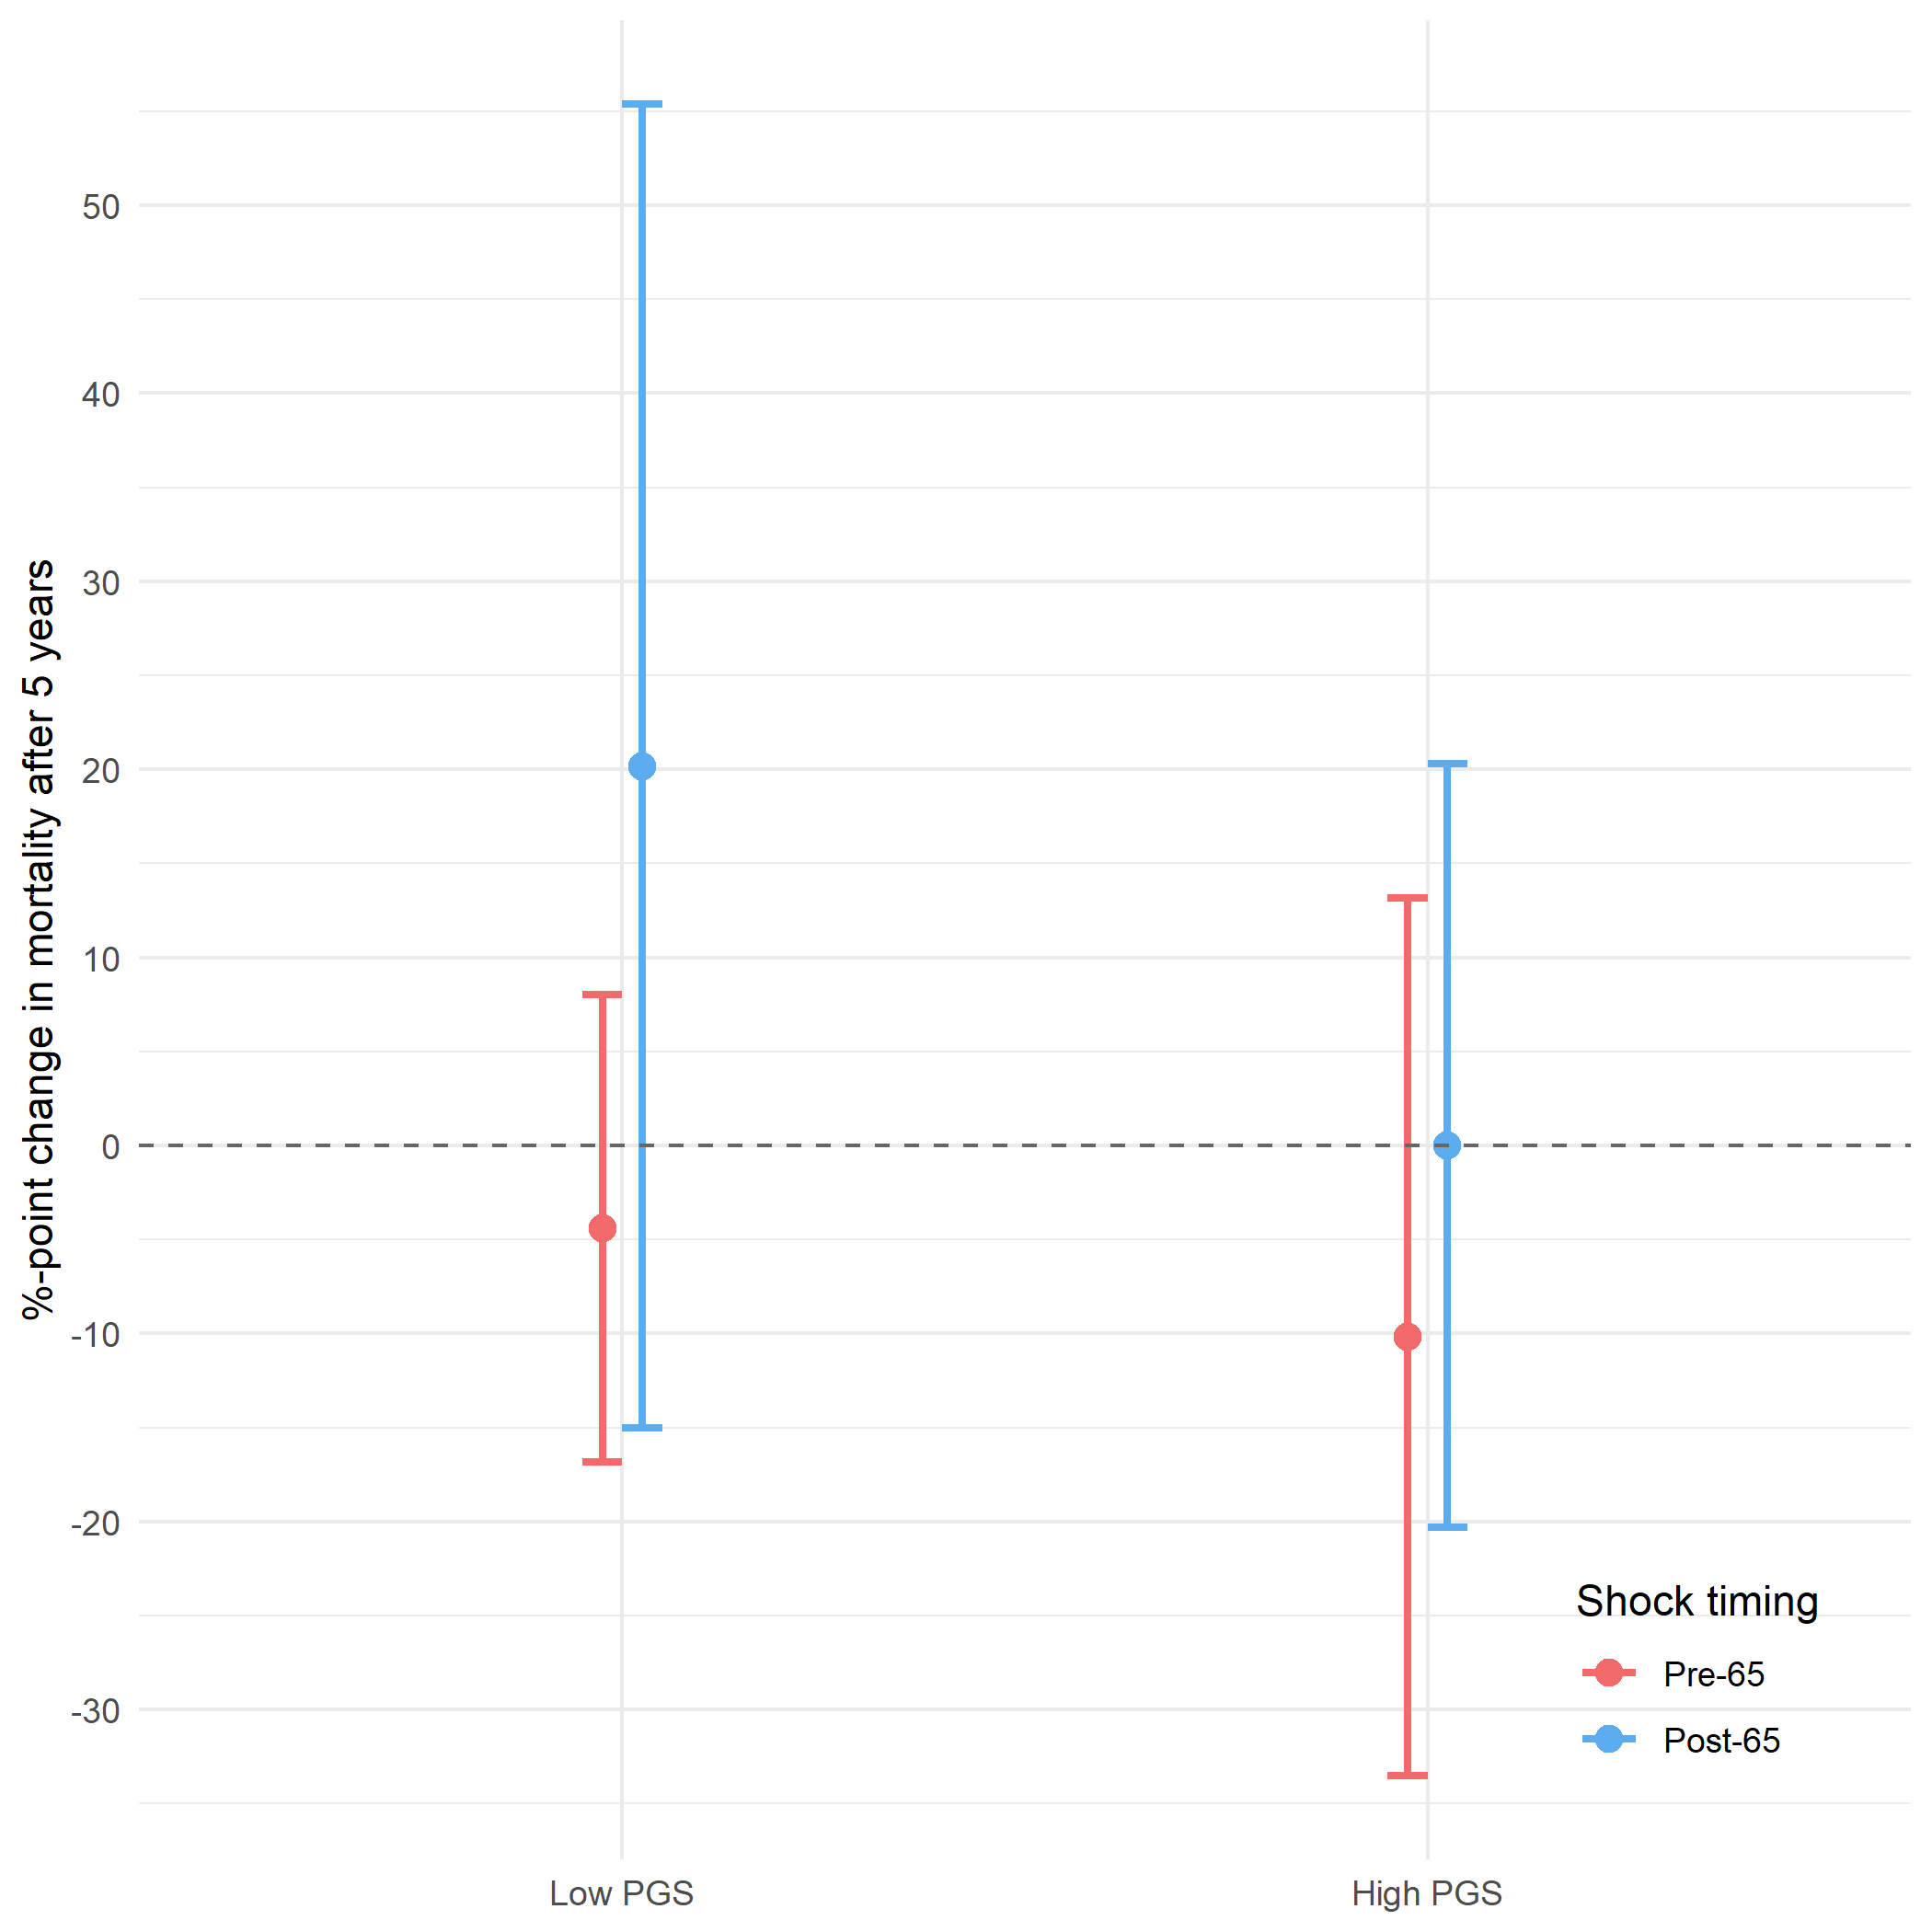 %-point change in mortality after 5 years
50
40
30
20
10
0
-10
-20
-30
Low PGS
High PGS
Shock timing
Pre-65
Post-65